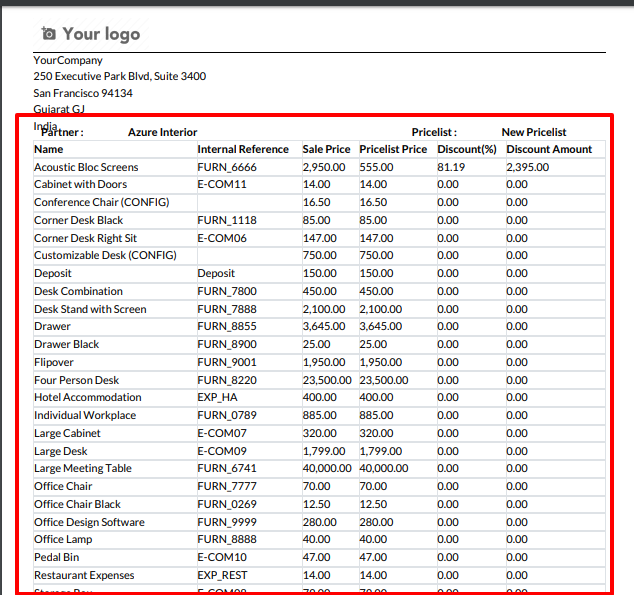 Your logo
YourCompany
250 Executive Park Blvd, Suite 3400
San Francisco 94134
Gujarat GJ
India
Partner : Azure Interior Pricelist : New Pricelist
Name Internal Reference Sale Price Pricelist Price Discount(%) Discount Amount
Acoustic Bloc Screens FURN_6666 2,950.00 555.00 81.19 2,395.00
Cabinet with Doors E-COM11 14.00 14.00 0.00 0.00
Conference Chair (CONFIG) 16.50 16.50 0.00 0.00
Corner Desk Black FURN_1118 85.00 85.00 0.00 0.00
Corner Desk Right Sit E-COM06 147.00 147.00 0.00 0.00
Customizable Desk (CONFIG) 750.00 750.00 0.00 0.00
Deposit Deposit 150.00 150.00 0.00 0.00
Desk Combination FURN_7800 450.00 450.00 0.00 0.00
Desk Stand with Screen FURN_7888 2,100.00 2,100.00 0.00 0.00
Drawer FURN_8855 3,645.00 3,645.00 0.00 0.00
Drawer Black FURN_8900 25.00 25.00 0.00 0.00
Flipover FURN_9001 1,950.00 1,950.00 0.00 0.00
Four Person Desk FURN_8220 23,500.00 23,500.00 0.00 0.00
Hotel Accommodation EXP_HA 400.00 400.00 0.00 0.00
Individual Workplace FURN_0789 885.00 885.00 0.00 0.00
Large Cabinet E-COM07 320.00 320.00 0.00 0.00
Large Desk E-COM09 1,799.00 1,799.00 0.00 0.00
Large Meeting Table FURN_6741 40,000.00 40,000.00 0.00 0.00
Office Chair FURN_7777 70.00 70.00 0.00 0.00
Office Chair Black FURN_0269 12.50 12.50 0.00 0.00
Office Design Software FURN_9999 280.00 280.00 0.00 0.00
Office Lamp FURN_8888 40.00 40.00 0.00 0.00
Pedal Bin E-COM10 47.00 47.00 0.00 0.00
Restaurant Expenses EXP_REST 14.00 14.00 0.00 0.00